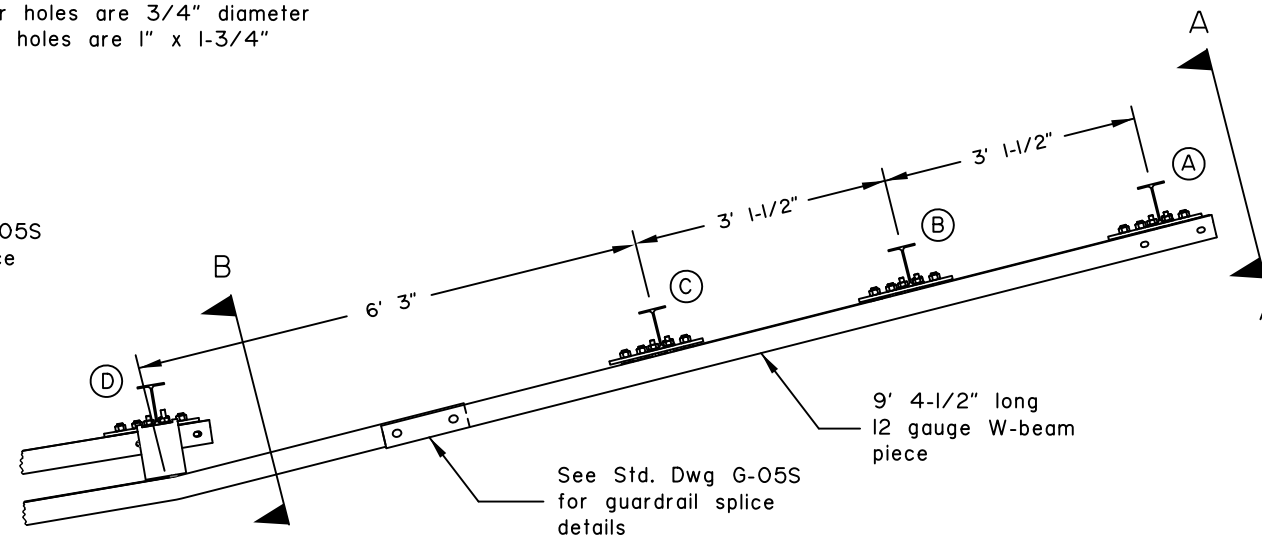 holes are 3/4" diameter
holes are 1" x 1-3/4"
A
3' 1-1/2"
A
3' 1-1/2"
B
05S
B
6' 3"
C
D
9' 4-1/2" long
12 gauge W-beam
piece
See Std. Dwg G-05S
for guardrail splice
details